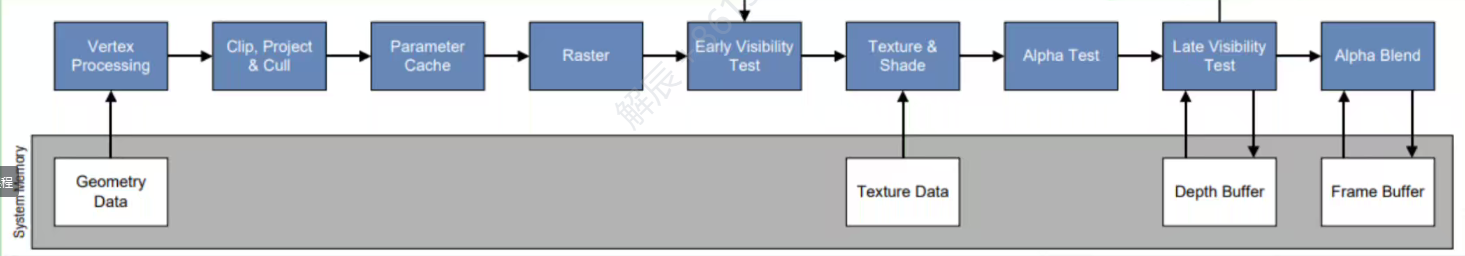 Vertex
Processing
Clip, Project
& Cull
Parameter
Cache
Raster
Early Visibility
Test
Texture &
Shade
Alpha Test
Late Visibility
Test
Alpha Blend
解辰 1861
System Memory
程
Geometry
Data
Texture Data
Depth Buffer
Frame Buffer